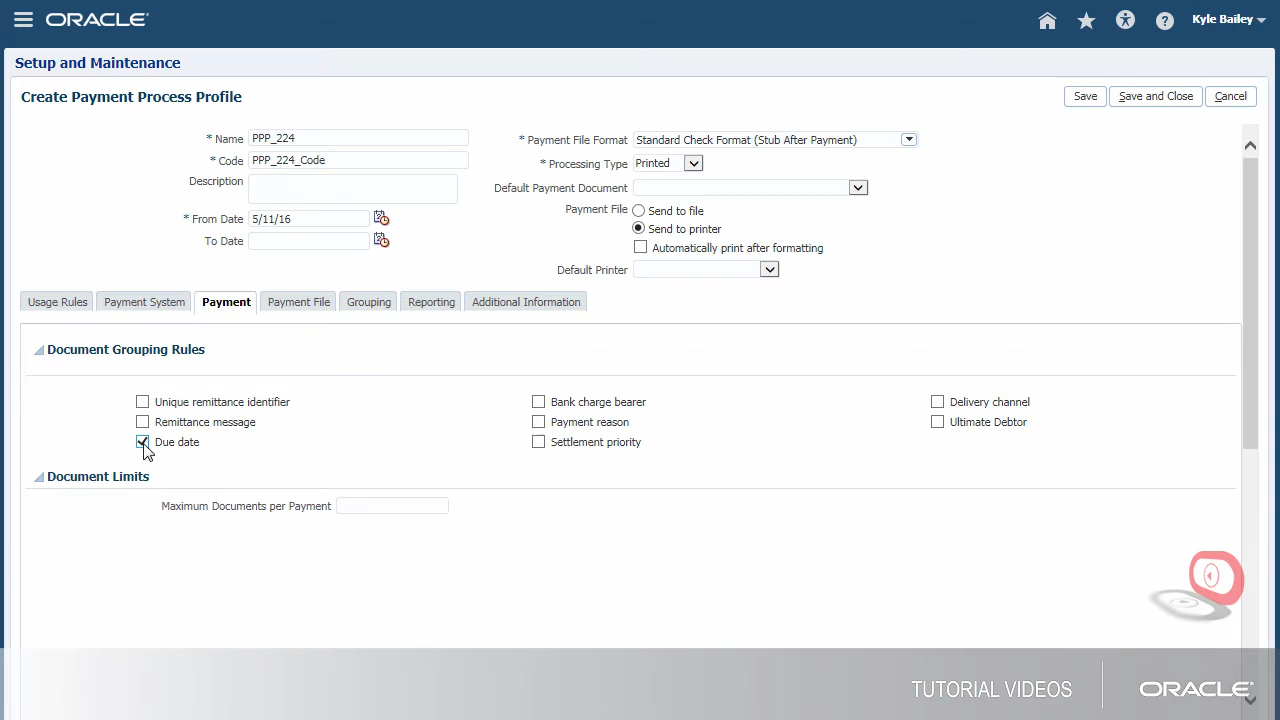 ORACLE
Kyle Bailey
Setup and Maintenance
Create Payment Process Profile
Save
Save and Close
Cancel
* Name PPP_224
* Code PPP_224_Code
Description
* From Date 5/11/16
To Date
* Payment File Format Standard Check Format (Stub After Payment)
* Processing Type Printed
Default Payment Document
Payment File Send to file
Send to printer
Automatically print after formatting
Default Printer
Usage Rules Payment System Payment Payment File Grouping Reporting Additional Information
Document Grouping Rules
Unique remittance identifier
Remittance message
Due date
Bank charge bearer
Payment reason
Settlement priority
Delivery channel
Ultimate Debtor
Document Limits
Maximum Documents per Payment
TUTORIAL VIDEOS
ORACLE